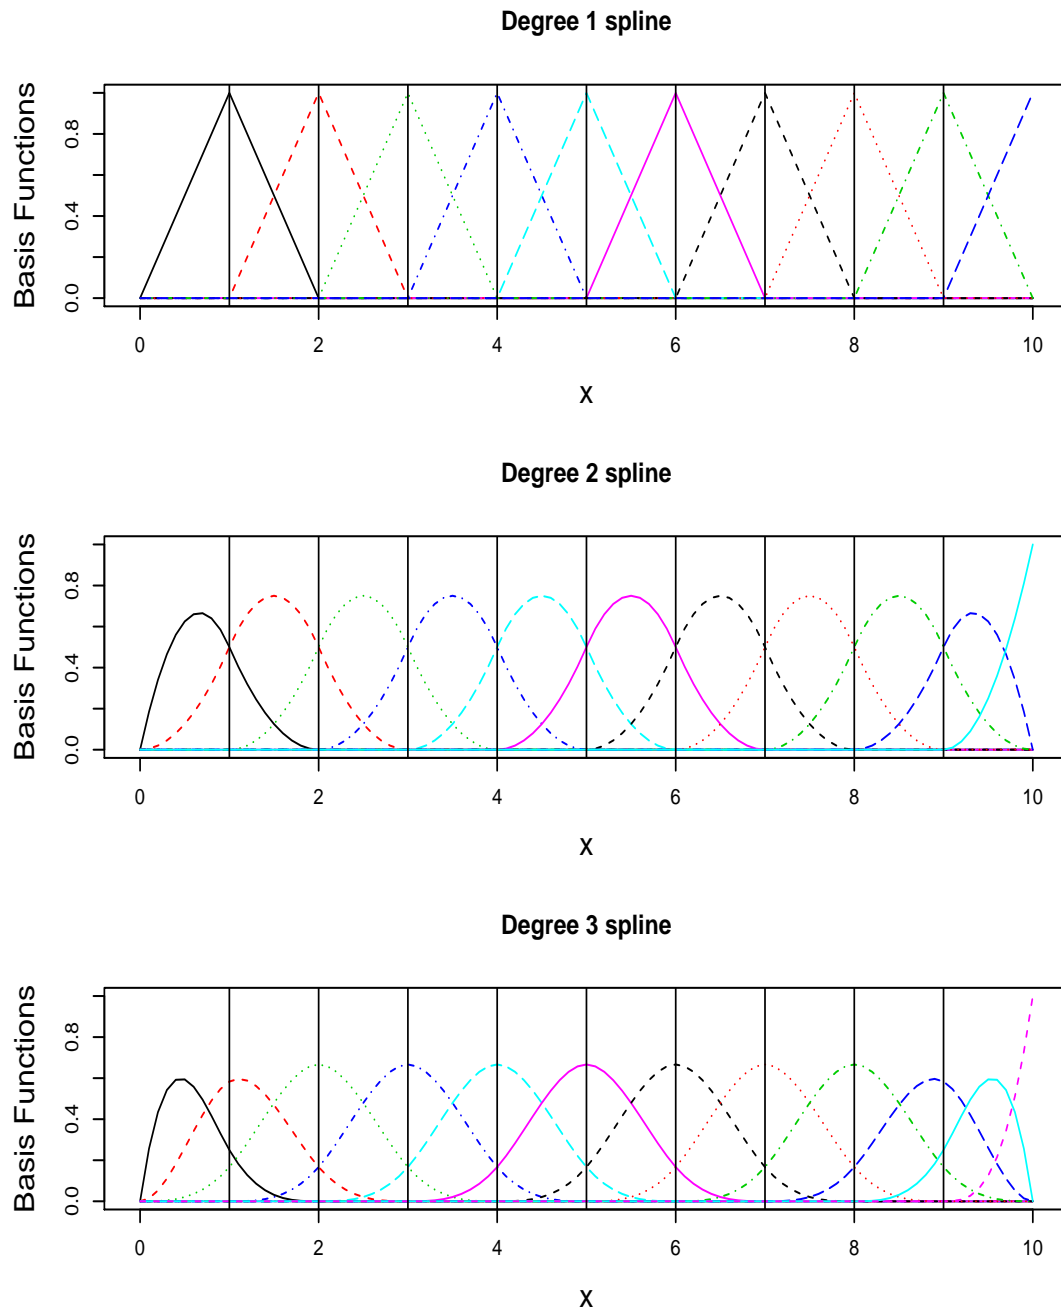 Degree 1 spline
Basis Functions
0.0 0.4 0.8
0 2 4 6 8 10
X
Degree 2 spline
Basis Functions
0.0 0.4 0.8
0 2 4 6 8 10
X
Degree 3 spline
Basis Functions
0.0 0.4 0.8
0 2 4 6 8 10
X